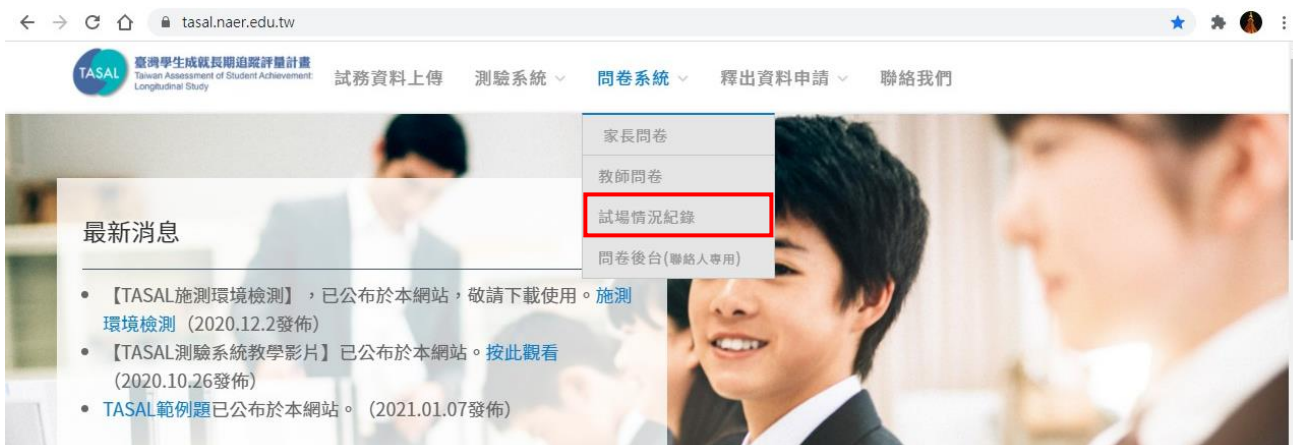 tasal.naer.edu.tw
TASAL
臺灣學生成就長期追蹤評量計畫
Taiwan Assessment of Student Achievement:
Longitudinal Study
試務資料上傳 測驗系統 問卷系統 釋出資料申請 聯絡我們
家長問卷
教師問卷
試場情況紀錄
問卷後台(聯絡人專用)
最新消息
【TASAL施測環境檢測】，已公布於本網站，敬請下載使用。施測
環境檢測（2020.12.2發佈）
【TASAL測驗系統教學影片】已公布於本網站。按此觀看
（2020.10.26發佈）
TASAL範例題已公布於本網站。（2021.01.07發佈）